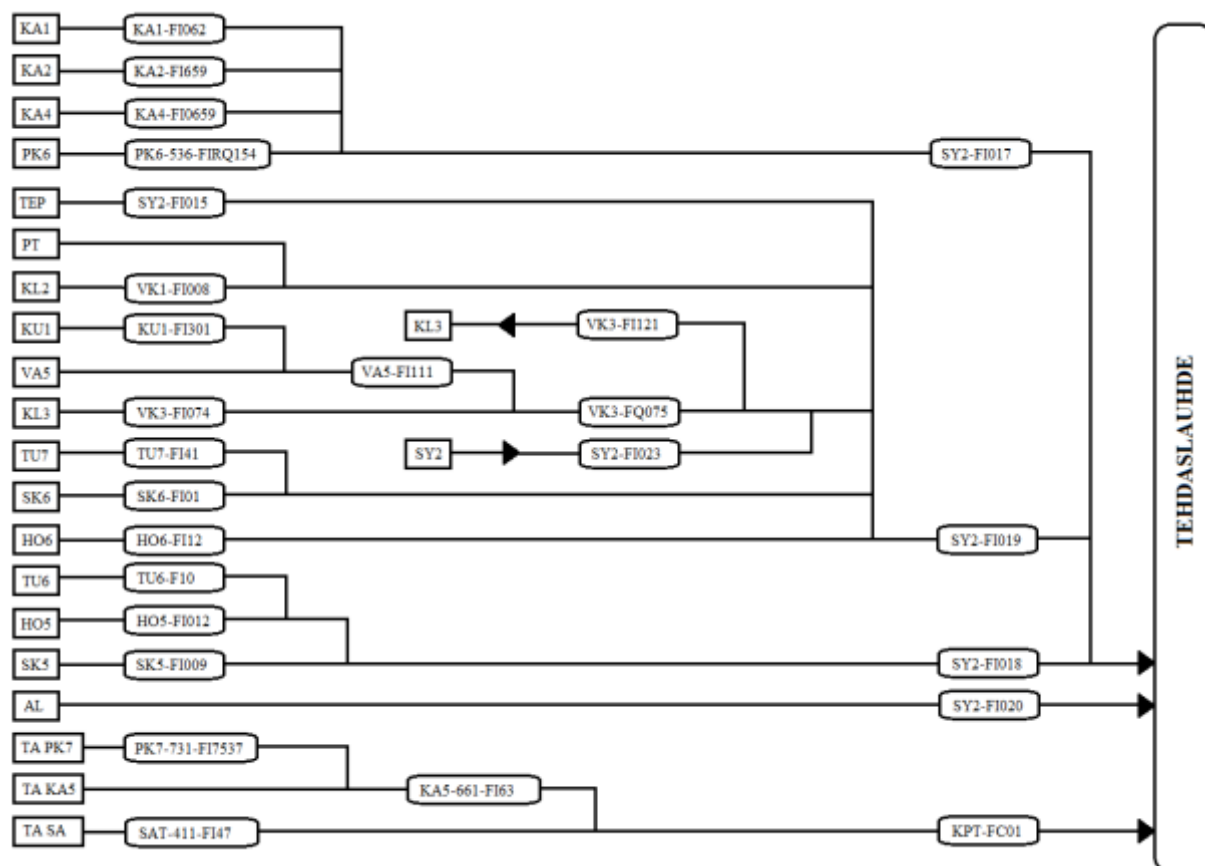 KA1 KA1-FI062
KA2 KA2-FI659
KA4 KA4-FI0659
PK6 PK6-536-FIRQ154 SY2-FI017
TEP SY2-FI015
PT
KL2 VK1-FI008
KU1 KU1-FI301 KL3 VK3-FI121
VA5 VA5-FI111
KL3 VK3-FI074 VK3-FQ075
TU7 TU7-FI41 SY2 SY2-FI023
SK6 SK6-FI01
HO6 HO6-FI12 SY2-FI019
TU6 TU6-F10
HO5 HO5-FI012
SK5 SK5-FI009 SY2-FI018
AL SY2-FI020
TA PK7 PK7-731-FI7537
TA KA5 KA5-661-FI63
TA SA SAT-411-FI47 KPT-FC01
TEHDASLAUHDE